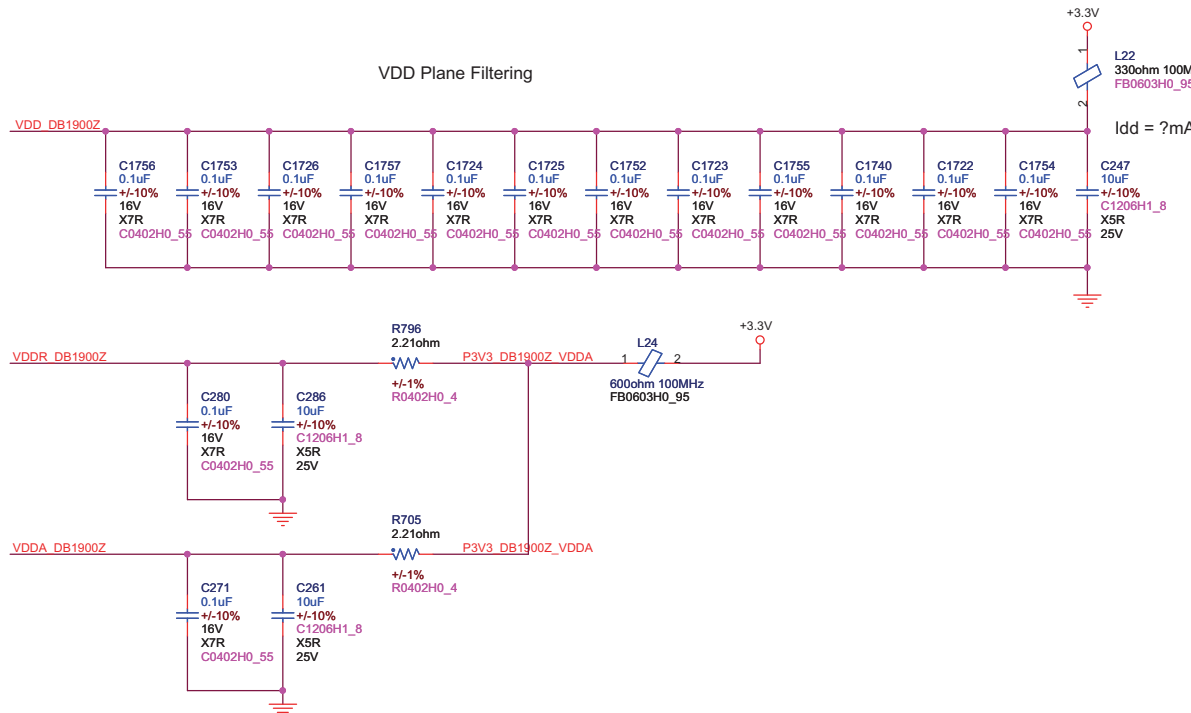 +3.3V
1
L22
330ohm 100M
FB0603H0_95
2
VDD Plane Filtering
VDD_DB1900Z
Idd = ?mA
C1756
0.1uF
+/-10%
16V
X7R
C0402H0_55
C1753
0.1uF
+/-10%
16V
X7R
C0402H0_55
C1726
0.1uF
+/-10%
16V
X7R
C0402H0_55
C1757
0.1uF
+/-10%
16V
X7R
C0402H0_55
C1724
0.1uF
+/-10%
16V
X7R
C0402H0_55
C1725
0.1uF
+/-10%
16V
X7R
C0402H0_55
C1752
0.1uF
+/-10%
16V
X7R
C0402H0_55
C1723
0.1uF
+/-10%
16V
X7R
C0402H0_55
C1755
0.1uF
+/-10%
16V
X7R
C0402H0_55
C1740
0.1uF
+/-10%
16V
X7R
C0402H0_55
C1722
0.1uF
+/-10%
16V
X7R
C0402H0_55
C1754
0.1uF
+/-10%
16V
X7R
C0402H0_55
C247
10uF
+/-10%
C1206H1_8
X5R
25V
VDDR_DB1900Z
R796
2.21ohm
+/-1%
R0402H0_4
P3V3_DB1900Z_VDDA
L24
1
2
600ohm 100MHz
FB0603H0_95
+3.3V
C280
0.1uF
+/-10%
16V
X7R
C0402H0_55
C286
10uF
+/-10%
C1206H1_8
X5R
25V
VDDA_DB1900Z
R705
2.21ohm
+/-1%
R0402H0_4
P3V3_DB1900Z_VDDA
C271
0.1uF
+/-10%
16V
X7R
C0402H0_55
C261
10uF
+/-10%
C1206H1_8
X5R
25V